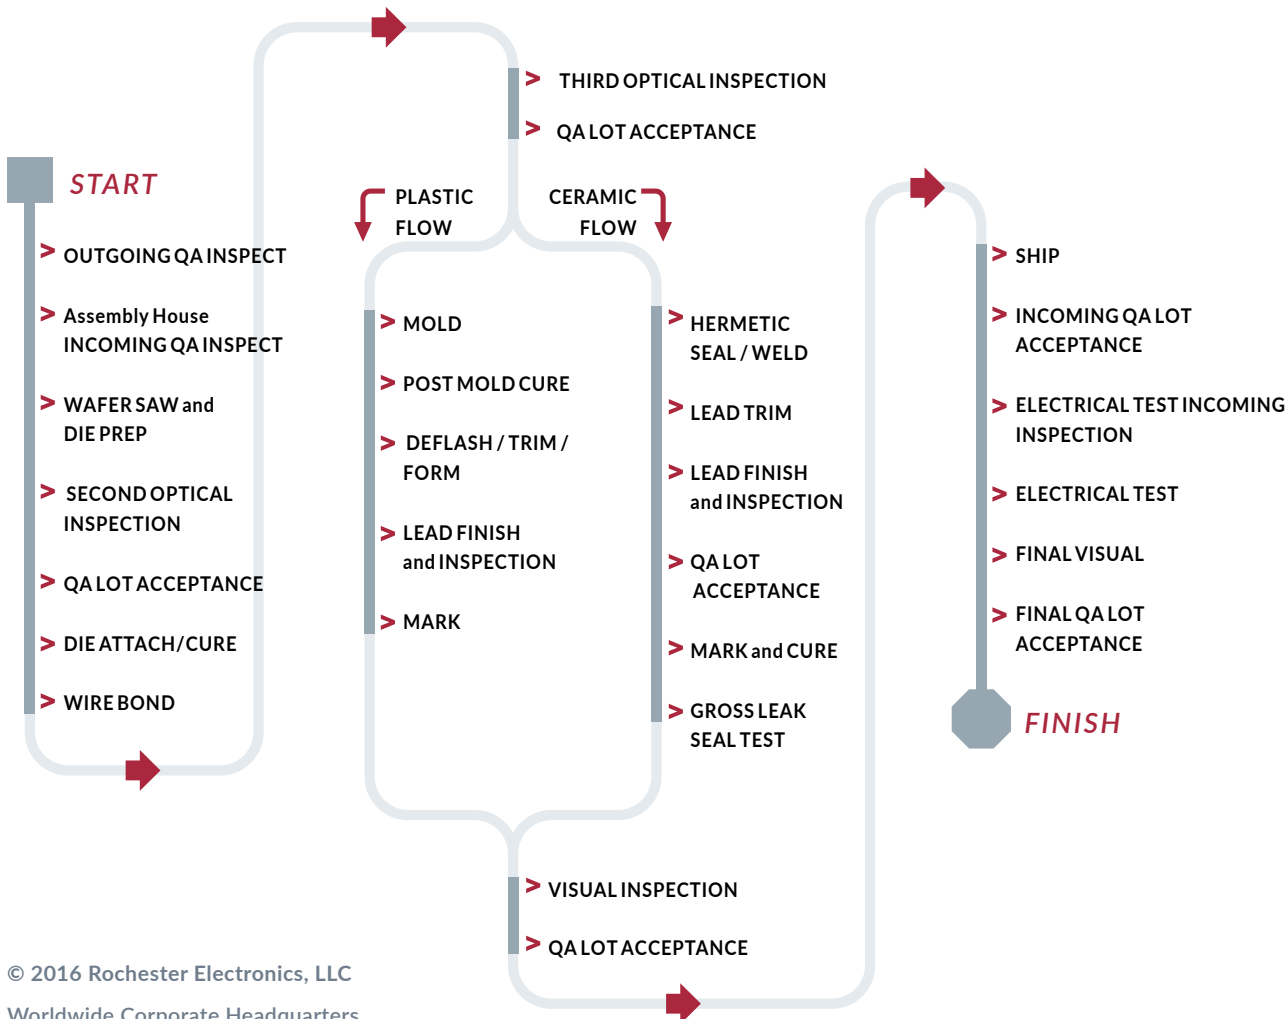 START
OUTGOING QA INSPECT
Assembly House
INCOMING QA INSPECT
WAFER SAW and
DIE PREP
SECOND OPTICAL
INSPECTION
QA LOT ACCEPTANCE
DIE ATTACH/CURE
WIRE BOND
THIRD OPTICAL INSPECTION
QA LOT ACCEPTANCE
PLASTIC
FLOW
MOLD
POST MOLD CURE
DEFLASH / TRIM /
FORM
LEAD FINISH
and INSPECTION
MARK
CERAMIC
FLOW
HERMETIC
SEAL / WELD
LEAD TRIM
LEAD FINISH
and INSPECTION
QA LOT
ACCEPTANCE
MARK and CURE
GROSS LEAK
SEAL TEST
VISUAL INSPECTION
QA LOT ACCEPTANCE
SHIP
INCOMING QA LOT
ACCEPTANCE
ELECTRICAL TEST INCOMING
INSPECTION
ELECTRICAL TEST
FINAL VISUAL
FINAL QA LOT
ACCEPTANCE
FINISH
© 2016 Rochester Electronics, LLC
Worldwide Corporate Headquarters